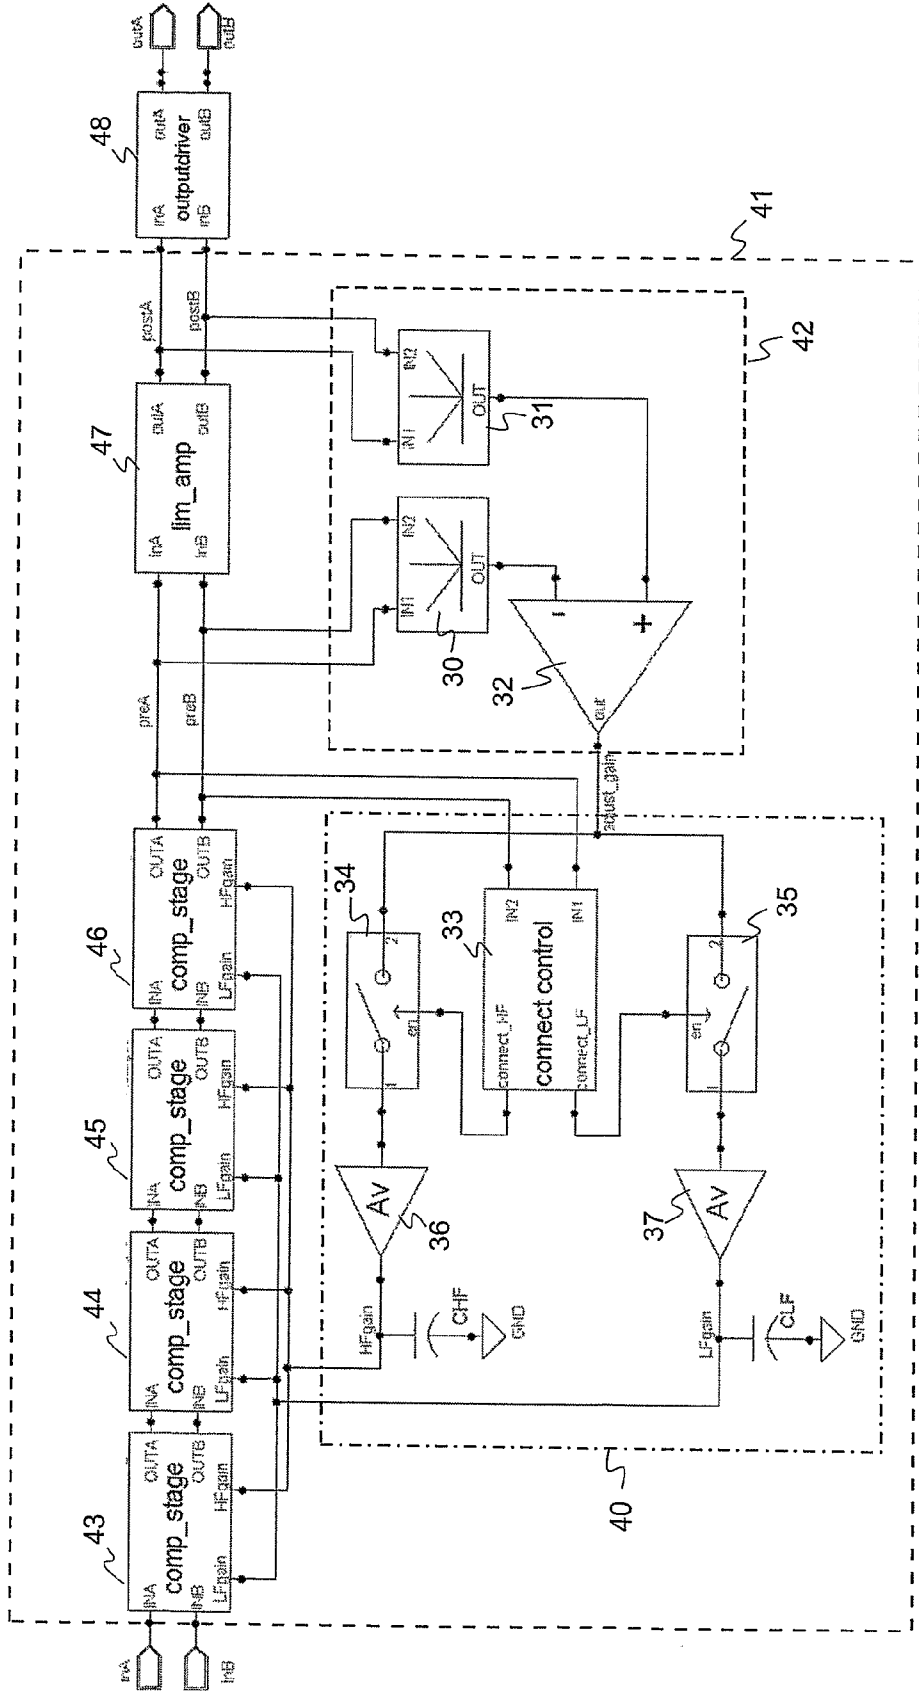 inA
inB
43
INA
OUTA
comp_stage
INB
OUTB
LFgain
HFgain
44
INA
OUTA
comp_stage
INB
OUTB
LFgain
HFgain
45
INA
OUTA
comp_stage
INB
OUTB
LFgain
HFgain
46
INA
OUTA
comp_stage
INB
OUTB
LFgain
HFgain
preA
preB
47
inA
outA
lim_amp
inB
outB
postA
postB
48
inA
outA
outputdriver
inB
outB
outA
outB
HFgain
CHF
GND
Av
36
1
2
en
34
33
connect_HF
IN2
connect control
connect_LF
IN1
LFgain
CLF
GND
Av
37
1
2
en
35
40
adjust_gain
out
32
-
+
IN1
IN2
OUT
30
IN1
IN2
OUT
31
42
41